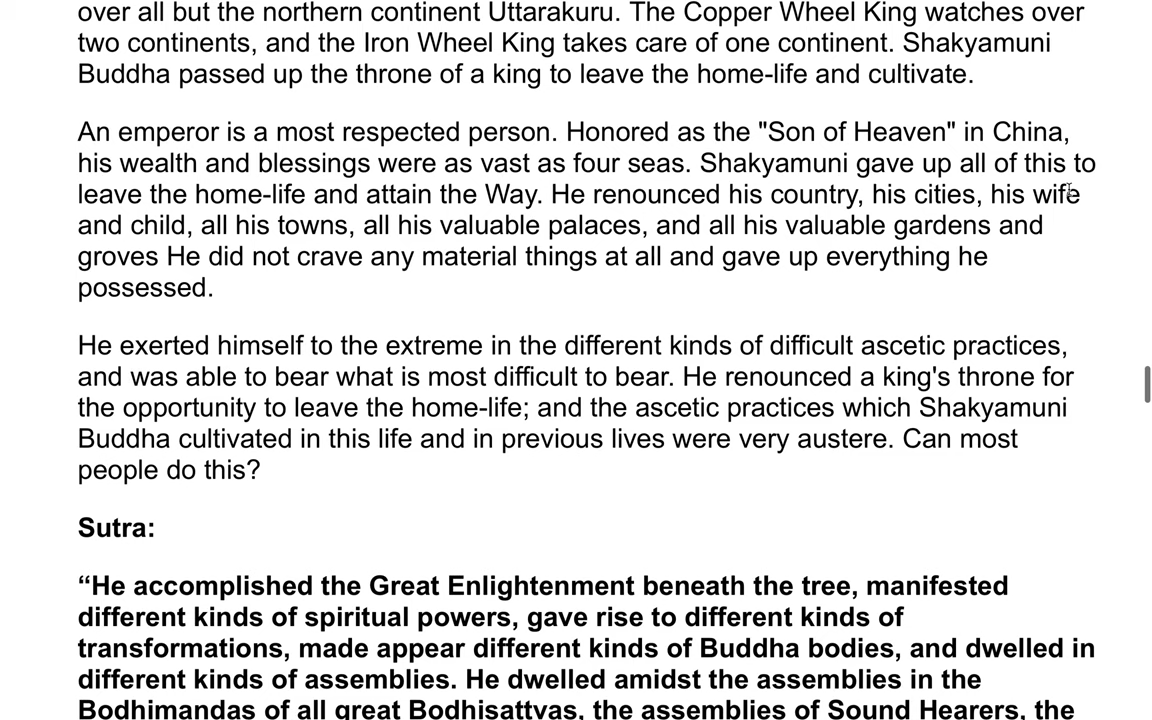 over all but the northern continent Uttarakuru. The Copper Wheel King watches over
two continents, and the Iron Wheel King takes care of one continent. Shakyamuni
Buddha passed up the throne of a king to leave the home-life and cultivate.
An emperor is a most respected person. Honored as the "Son of Heaven" in China,
his wealth and blessings were as vast as four seas. Shakyamuni gave up all of this to
leave the home-life and attain the Way. He renounced his country, his cities, his wife
and child, all his towns, all his valuable palaces, and all his valuable gardens and
groves He did not crave any material things at all and gave up everything he
possessed.
He exerted himself to the extreme in the different kinds of difficult ascetic practices,
and was able to bear what is most difficult to bear. He renounced a king's throne for
the opportunity to leave the home-life; and the ascetic practices which Shakyamuni
Buddha cultivated in this life and in previous lives were very austere. Can most
people do this?
Sutra:
“He accomplished the Great Enlightenment beneath the tree, manifested
different kinds of spiritual powers, gave rise to different kinds of
transformations, made appear different kinds of Buddha bodies, and dwelled in
different kinds of assemblies. He dwelled amidst the assemblies in the
Bodhimandas of all great Bodhisattvas, the assemblies of Sound Hearers, the